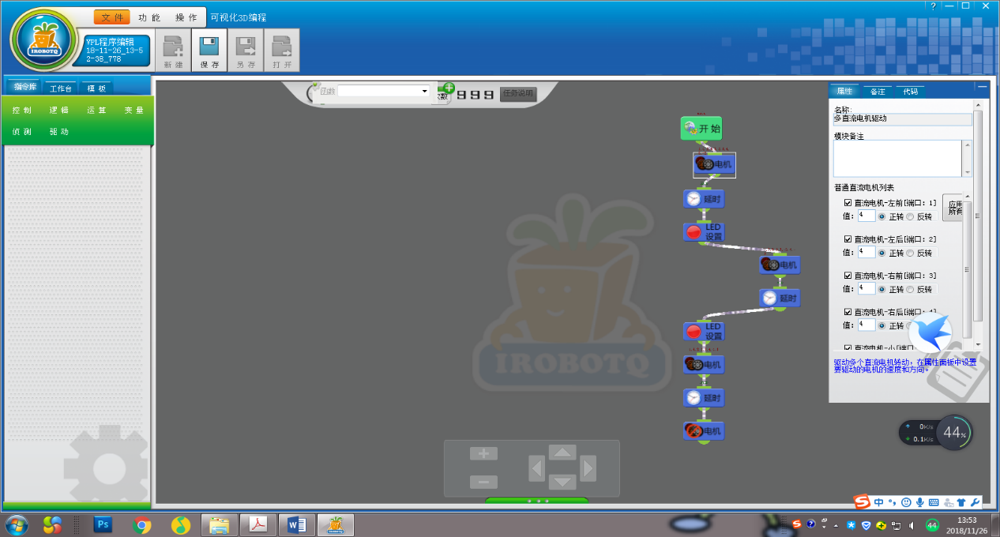 文件 功能 操作 可视化3D编程
IROBOTQ
VPL程序编辑
18-11-26_13-5
2-38_778
新建 保存 另存 打开
指令库 工作台 模板
控制 逻辑 运算 变量
侦测 驱动
函数
次数 999 任务说明
开始
电机
延时
LED
设置
电机
延时
LED
设置
电机
延时
电机
IROBOTQ
属性 备注 代码
名称:
多直流电机驱动
模块备注
普通直流电机列表
直流电机-左前[端口: 1]
值: 4 正转 反转
应用
所有
直流电机-左后[端口: 2]
值: 4 正转 反转
直流电机-右前[端口: 3]
值: 4 正转 反转
直流电机-右后[端口: 4]
值: 4 正转
直流电机-小[端口
驱动多个直流电机转动，在属性面板中设置
要驱动的电机的速度和方向。
0K/s
0.1K/s
44%
中
Ps
W
44
13:53
2018/11/26